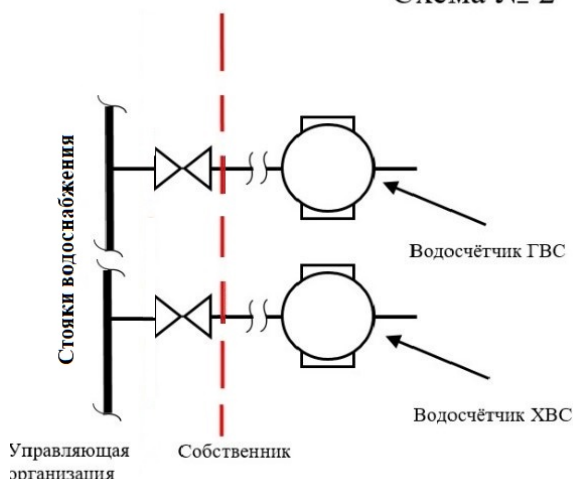 Схема № 2
Стояки водоснабжения
Водосчётчик ГВС
Водосчётчик ХВС
Управляющая
организация
Собственник